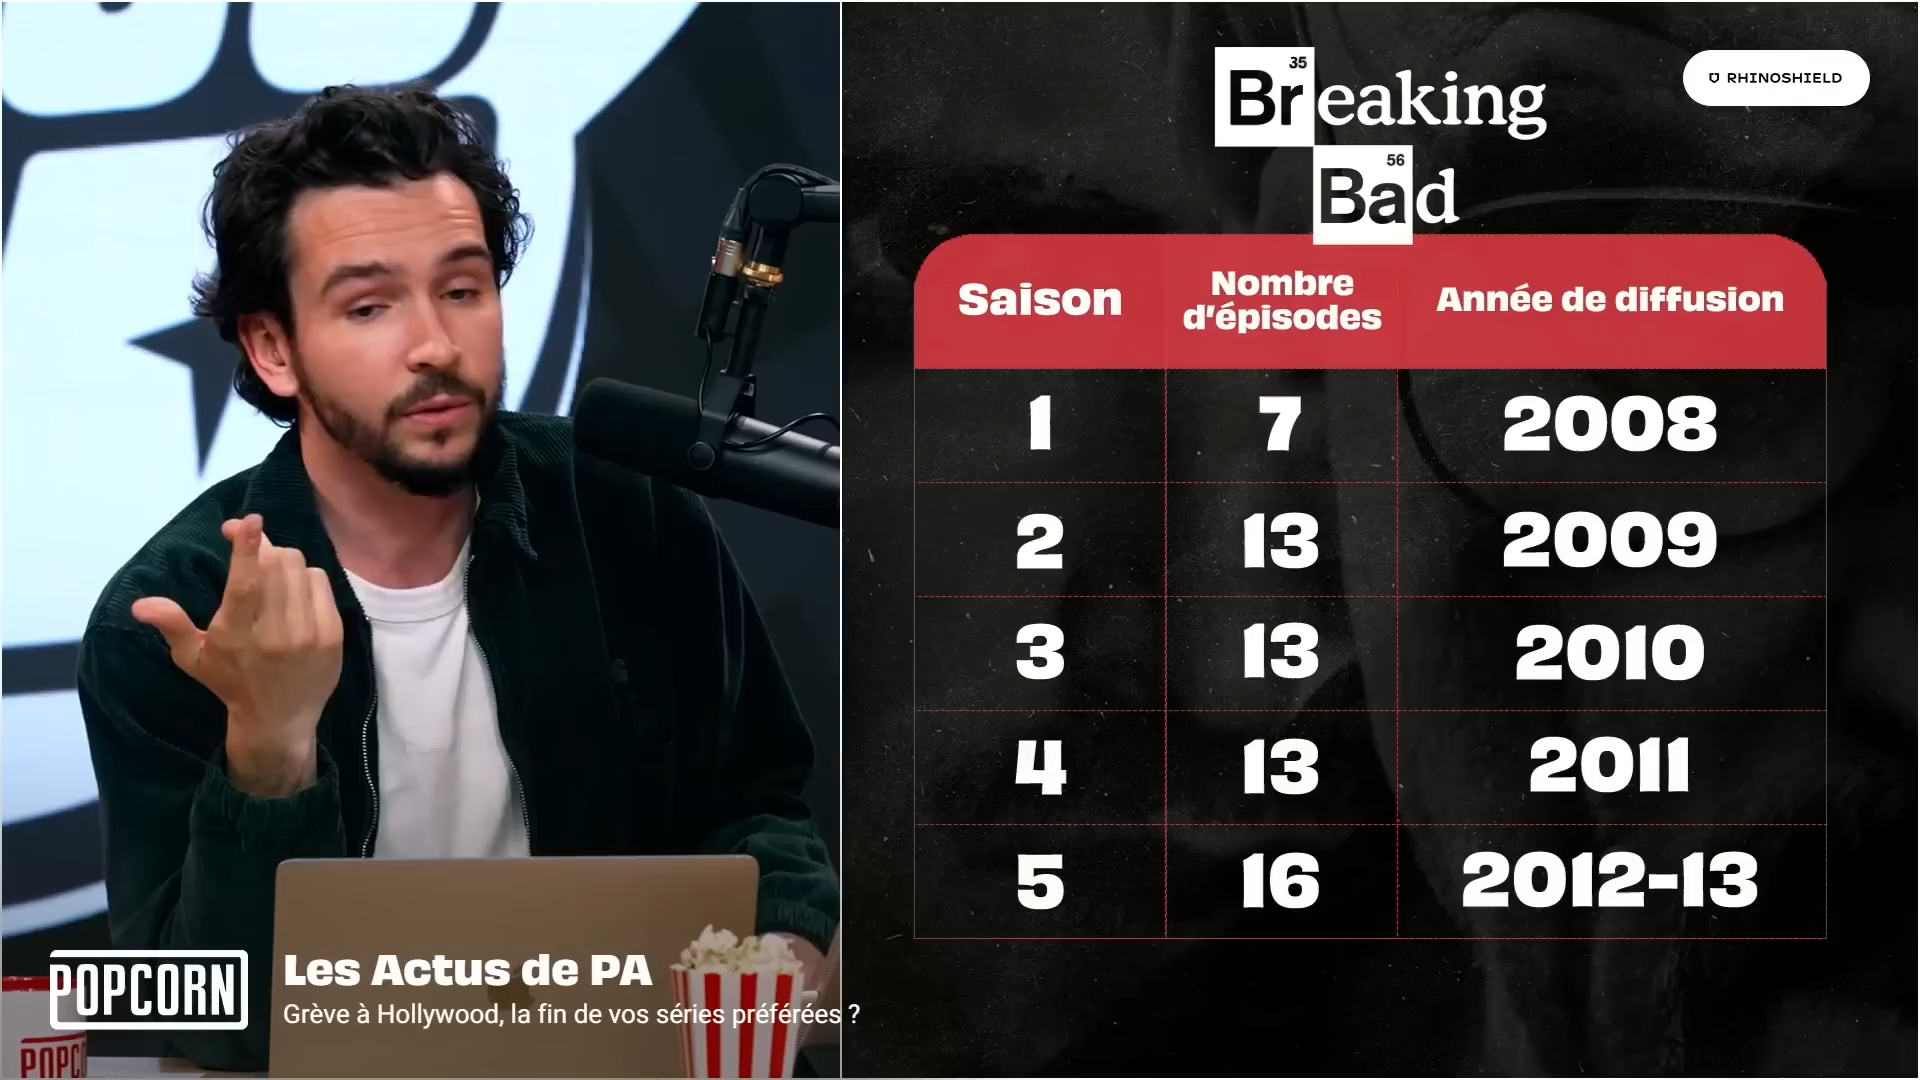 35
Breaking
56
Bad
RHINOSHIELD
Saison
Nombre
d'épisodes
Année de diffusion
1 7 2008
2 13 2009
3 13 2010
4 13 2011
5 16 2012-13
POPCORN
Les Actus de PA
Grève à Hollywood, la fin de vos séries préférées ?
POPC